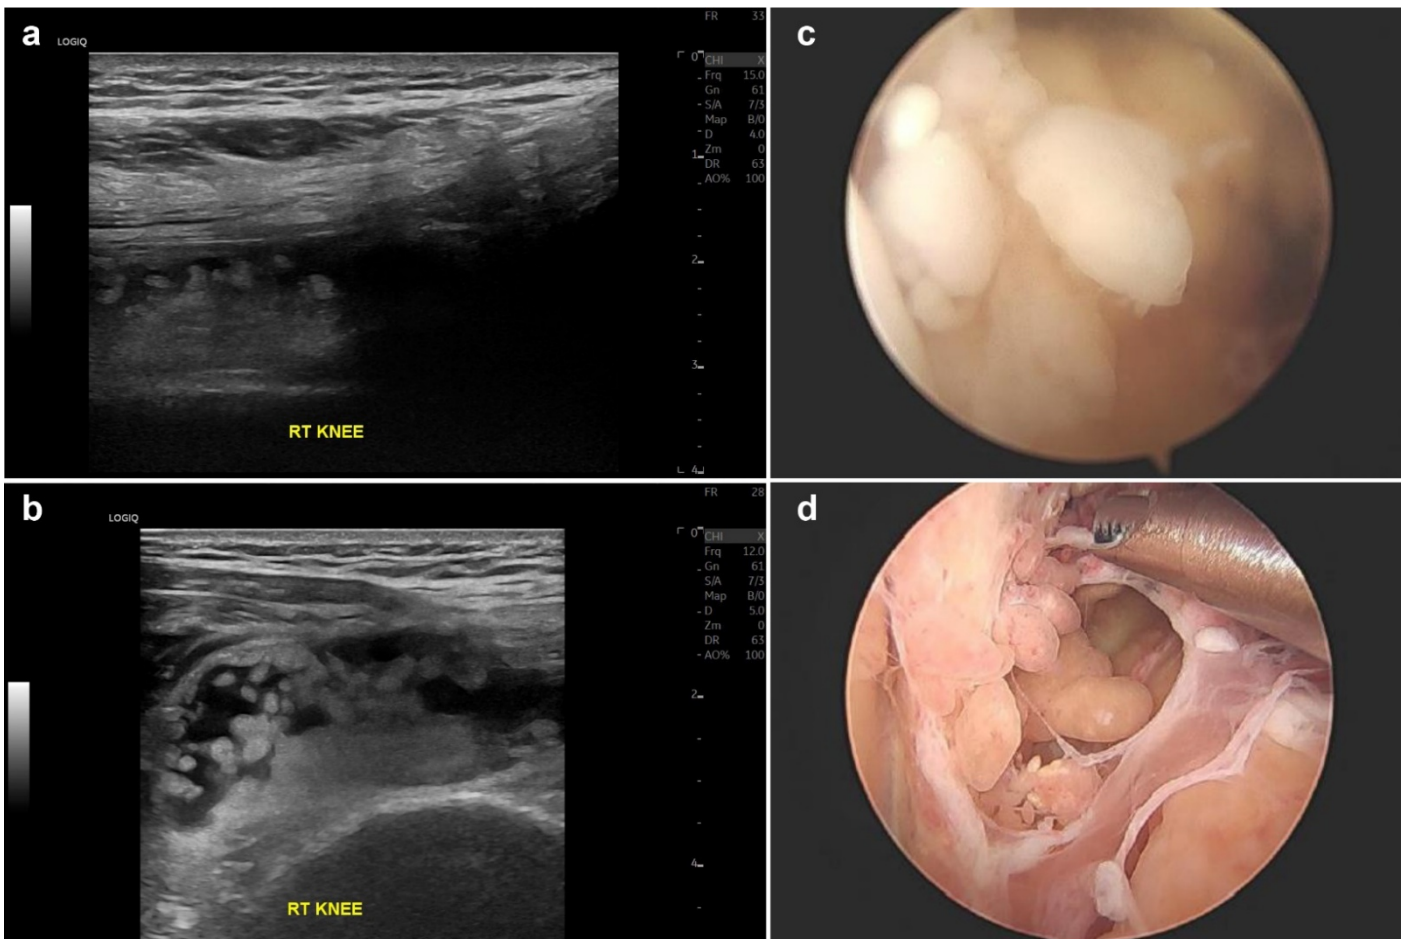 a
LOGIQ
FR 33
0
CHI X
Frq 15.0
Gn 61
S/A 7/3
Map B/0
D 4.0
Zm 0
DR 63
AO% 100
1
2
3
4
RT KNEE
b
LOGIQ
FR 28
0
CHI X
Frq 12.0
Gn 61
S/A 7/3
Map B/0
D 5.0
Zm 0
DR 63
AO% 100
2
4
RT KNEE
c
d